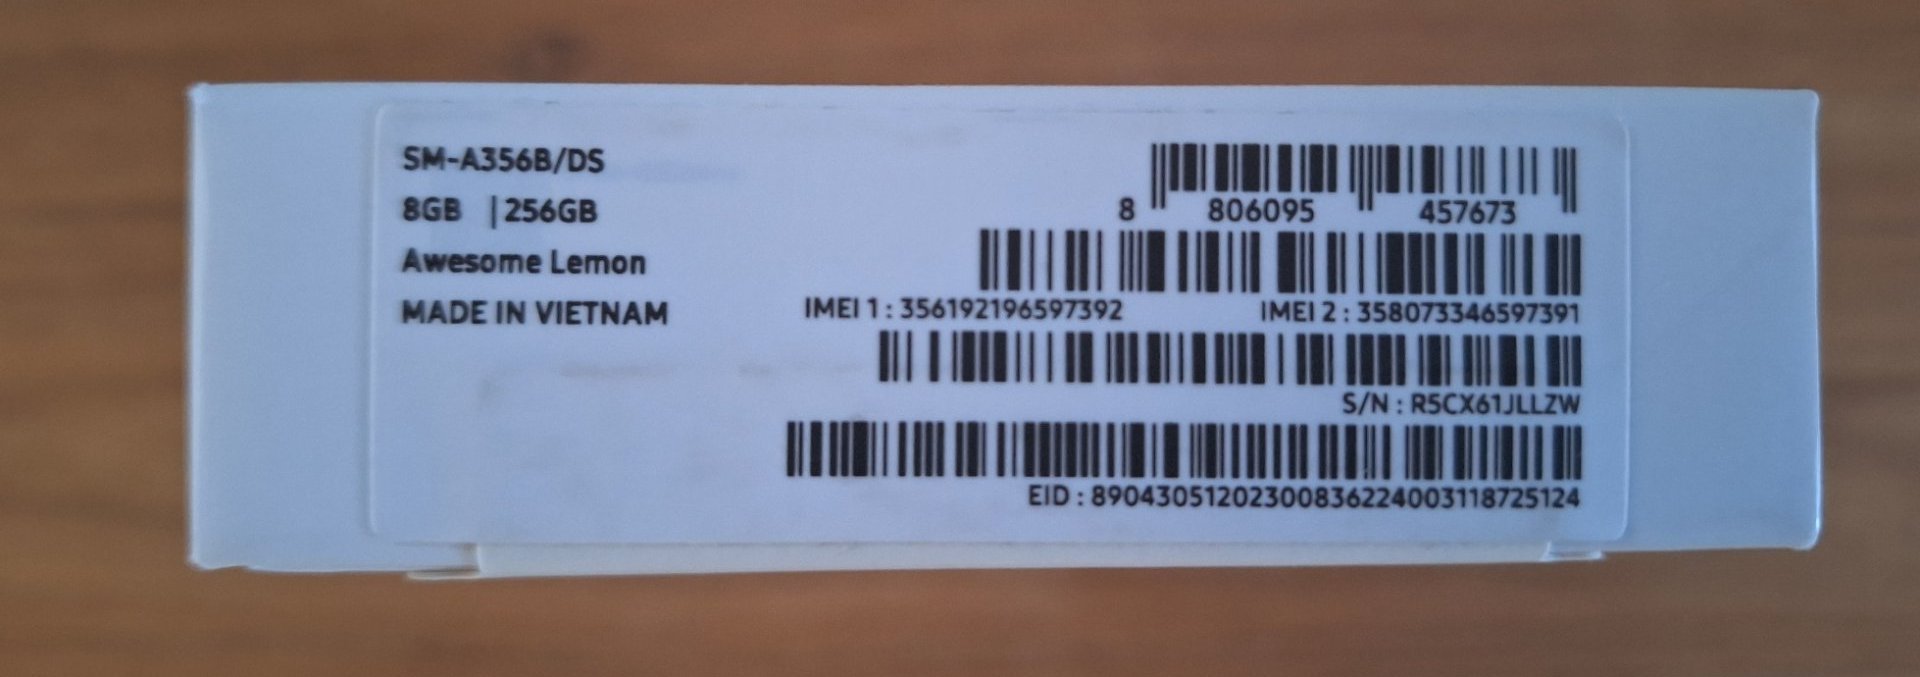 SM-A356B/DS
8GB | 256GB
Awesome Lemon
MADE IN VIETNAM
8 806095 457673
IMEI 1 : 356192196597392 IMEI 2 : 358073346597391
S/N : R5CX61JLLZW
EID : 89043051202300836224003118725124